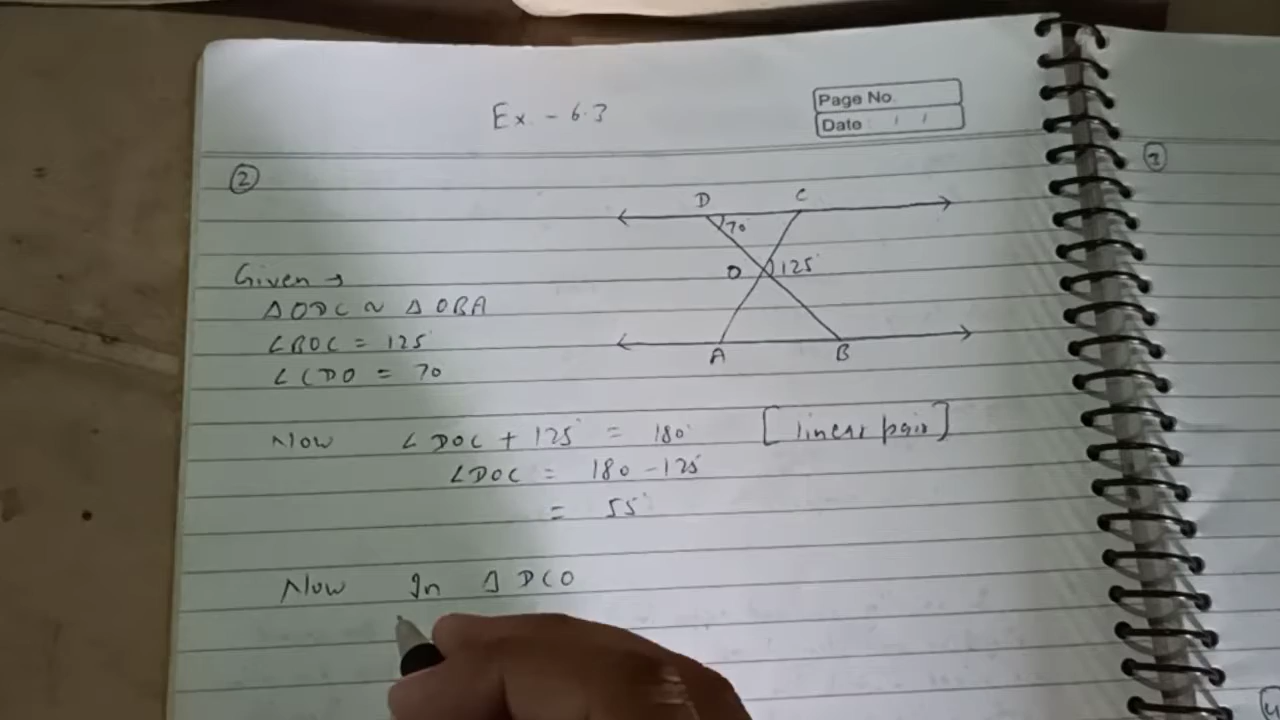 Ex. - 6.3
Page No.
Date / /
②
D C
70
O 125°
A B
Given →
△ODC ~ △OBA
∠BOC = 125°
∠CDO = 70
Now ∠DOC + 125° = 180° [linear pair]
∠DOC = 180 - 125
= 55°
Now In △DCO